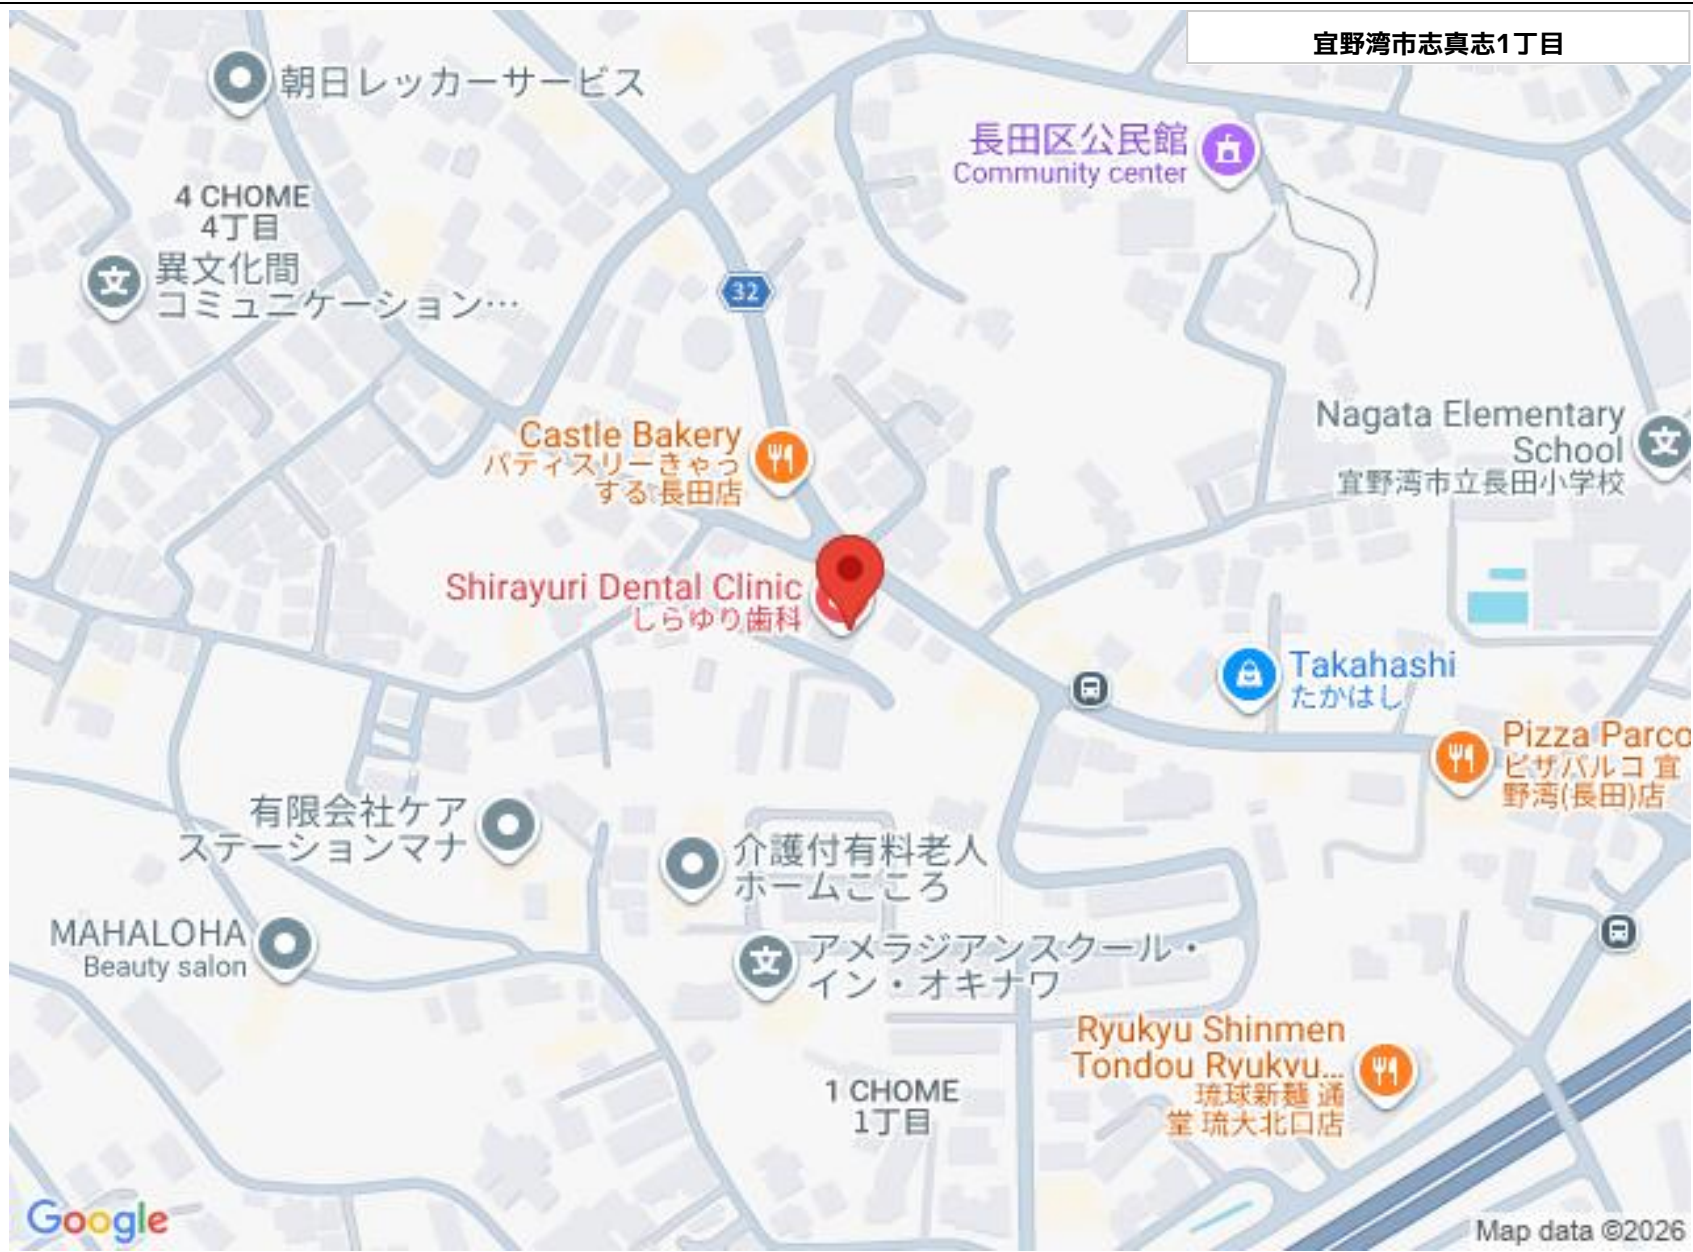 宜野湾市志真志1丁目
朝日レッカーサービス
長田区公民館
Community center
4 CHOME
4丁目
異文化間
コミュニケーション…
32
Castle Bakery
パティスリーきゃっ
する 長田店
Nagata Elementary
School
宜野湾市立長田小学校
Shirayuri Dental Clinic
しらゆり歯科
Takahashi
たかはし
Pizza Parco
ピザパルコ 宜
野湾(長田)店
有限会社ケア
ステーションマナ
介護付有料老人
ホームこころ
MAHALOHA
Beauty salon
アメラジアンスクール・
イン・オキナワ
Ryukyu Shinmen
Tondou Ryukyu...
琉球新麺 通
堂 琉大北口店
1 CHOME
1丁目
Google
Map data ©2026